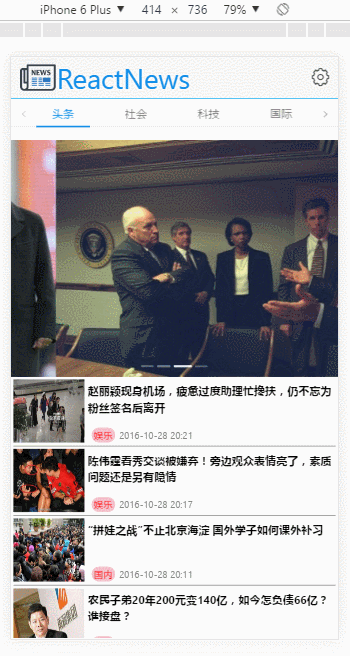 iPhone 6 Plus ▼ 414 × 736 79% ▼
NEWS
ReactNews
头条 社会 科技 国际
赵丽颖现身机场，疲惫过度助理忙搀扶，仍不忘为
粉丝签名后离开
娱乐 2016-10-28 20:21
陈伟霆看秀交谈被嫌弃！旁边观众表情亮了，素质
问题还是另有隐情
娱乐 2016-10-28 20:17
“拼娃之战”不止北京海淀 国外学子如何课外补习
国内 2016-10-28 20:11
农民子弟20年200元变140亿，如今怎负债66亿？
谁接盘？